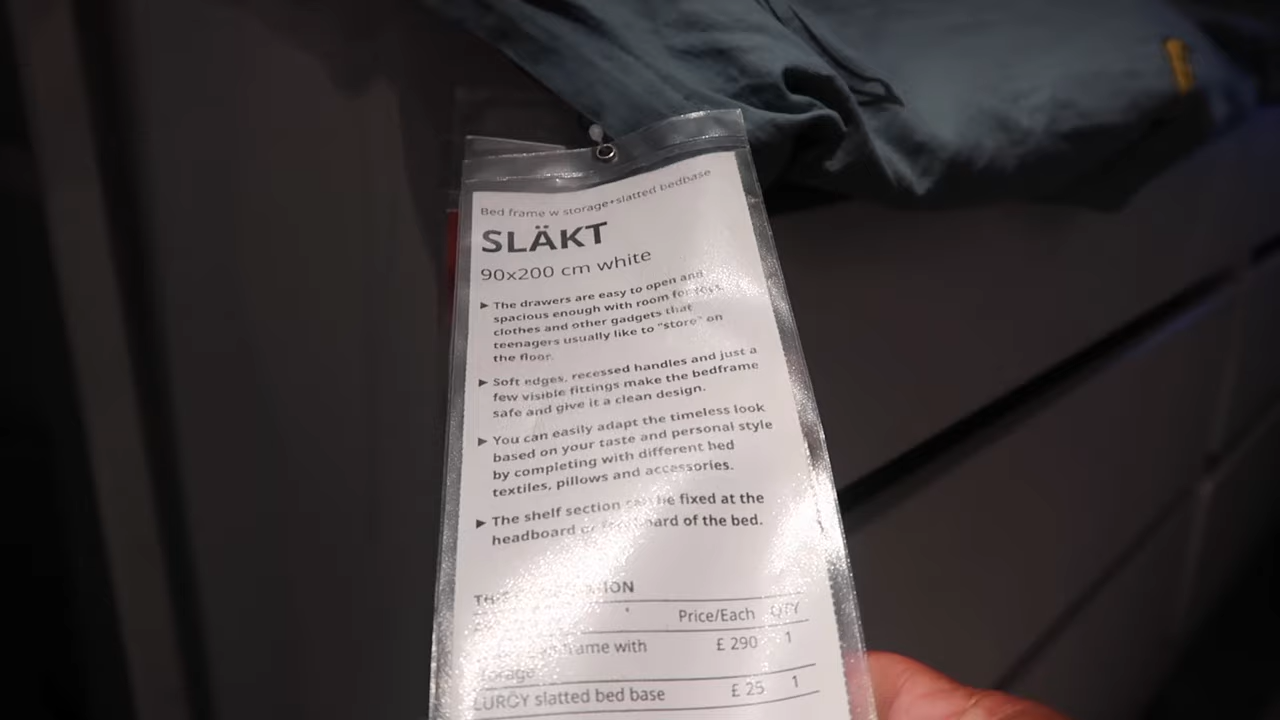 Bed frame w storage+slatted bedbase
SLÄKT
90x200 cm white
► The drawers are easy to open and
spacious enough with room for toys,
clothes and other gadgets that
teenagers usually like to "store" on
the floor.
► Soft edges, recessed handles and just a
few visible fittings make the bedframe
safe and give it a clean design.
► You can easily adapt the timeless look
based on your taste and personal style
by completing with different bed
textiles, pillows and accessories.
► The shelf section can be fixed at the
headboard or board of the bed.
Price/Each QTY
frame with £ 290 1
storage
LURÖY slatted bed base £ 25 1